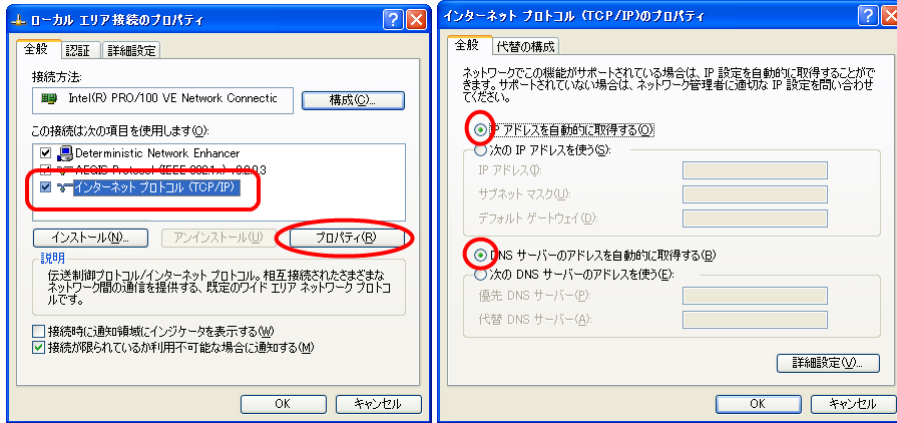 ローカル エリア接続のプロパティ
全般
認証
詳細設定
接続方法:
Intel(R) PRO/100 VE Network Connectic
構成(C)...
この接続は次の項目を使用します(O):
Deterministic Network Enhancer
AEGIS Protocol (IEEE 802.1x) v3.2.0.3
インターネット プロトコル (TCP/IP)
インストール(N)...
アンインストール(U)
プロパティ(R)
説明
伝送制御プロトコル/インターネット プロトコル。相互接続されたさまざまな
ネットワーク間の通信を提供する、既定のワイド エリア ネットワーク プロトコ
ルです。
接続時に通知領域にインジケータを表示する(W)
接続が限られているか利用不可能な場合に通知する(M)
OK
キャンセル
インターネット プロトコル (TCP/IP)のプロパティ
全般
代替の構成
ネットワークでこの機能がサポートされている場合は、IP 設定を自動的に取得することがで
きます。サポートされていない場合は、ネットワーク管理者に適切な IP 設定を問い合わせ
てください。
IP アドレスを自動的に取得する(O)
次の IP アドレスを使う(S):
IP アドレス(I):
サブネット マスク(U):
デフォルト ゲートウェイ(D):
DNS サーバーのアドレスを自動的に取得する(B)
次の DNS サーバーのアドレスを使う(E):
優先 DNS サーバー(P):
代替 DNS サーバー(A):
詳細設定(V)...
OK
キャンセル